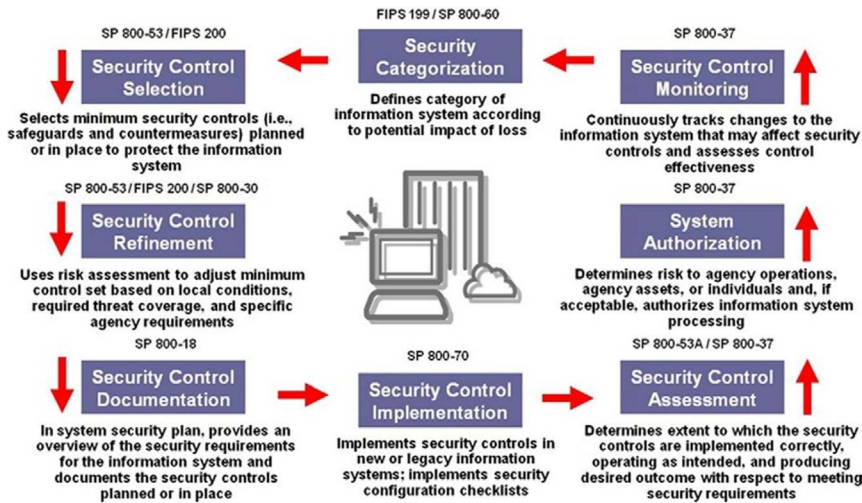 FIPS 199 / SP 800-60
Security
Categorization
Defines category of
information system according
to potential impact of loss
SP 800-53 / FIPS 200
Security Control
Selection
Selects minimum security controls (i.e.,
safeguards and countermeasures) planned
or in place to protect the information
system
SP 800-53 / FIPS 200 / SP 800-30
Security Control
Refinement
Uses risk assessment to adjust minimum
control set based on local conditions,
required threat coverage, and specific
agency requirements
SP 800-18
Security Control
Documentation
In system security plan, provides an
overview of the security requirements
for the information system and
documents the security controls
planned or in place
SP 800-70
Security Control
Implementation
Implements security controls in
new or legacy information
systems; implements security
configuration checklists
SP 800-53A / SP 800-37
Security Control
Assessment
Determines extent to which the security
controls are implemented correctly,
operating as intended, and producing
desired outcome with respect to meeting
security requirements
SP 800-37
System
Authorization
Determines risk to agency operations,
agency assets, or individuals and, if
acceptable, authorizes information system
processing
SP 800-37
Security Control
Monitoring
Continuously tracks changes to the
information system that may affect security
controls and assesses control
effectiveness